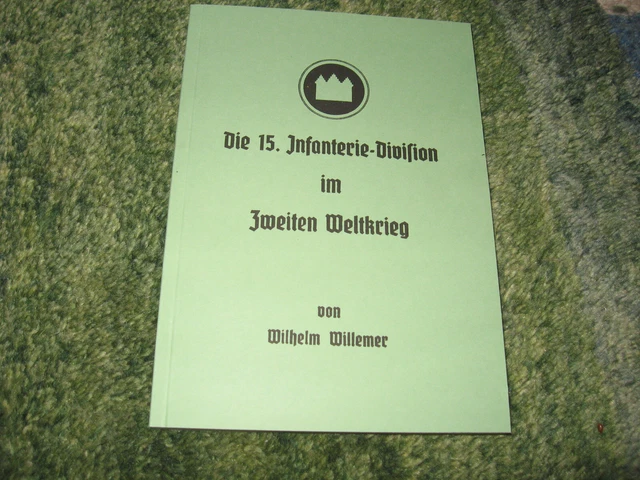 Die 15. Infanterie-Division
im
Zweiten Weltkrieg
von
Wilhelm Willemer